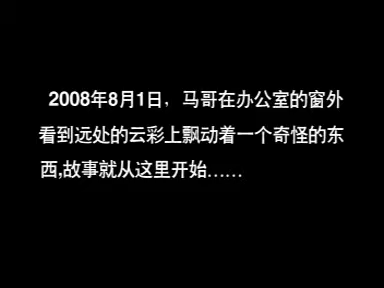 2008年8月1日，马哥在办公室的窗外
看到远处的云彩上飘动着一个奇怪的东
西,故事就从这里开始……